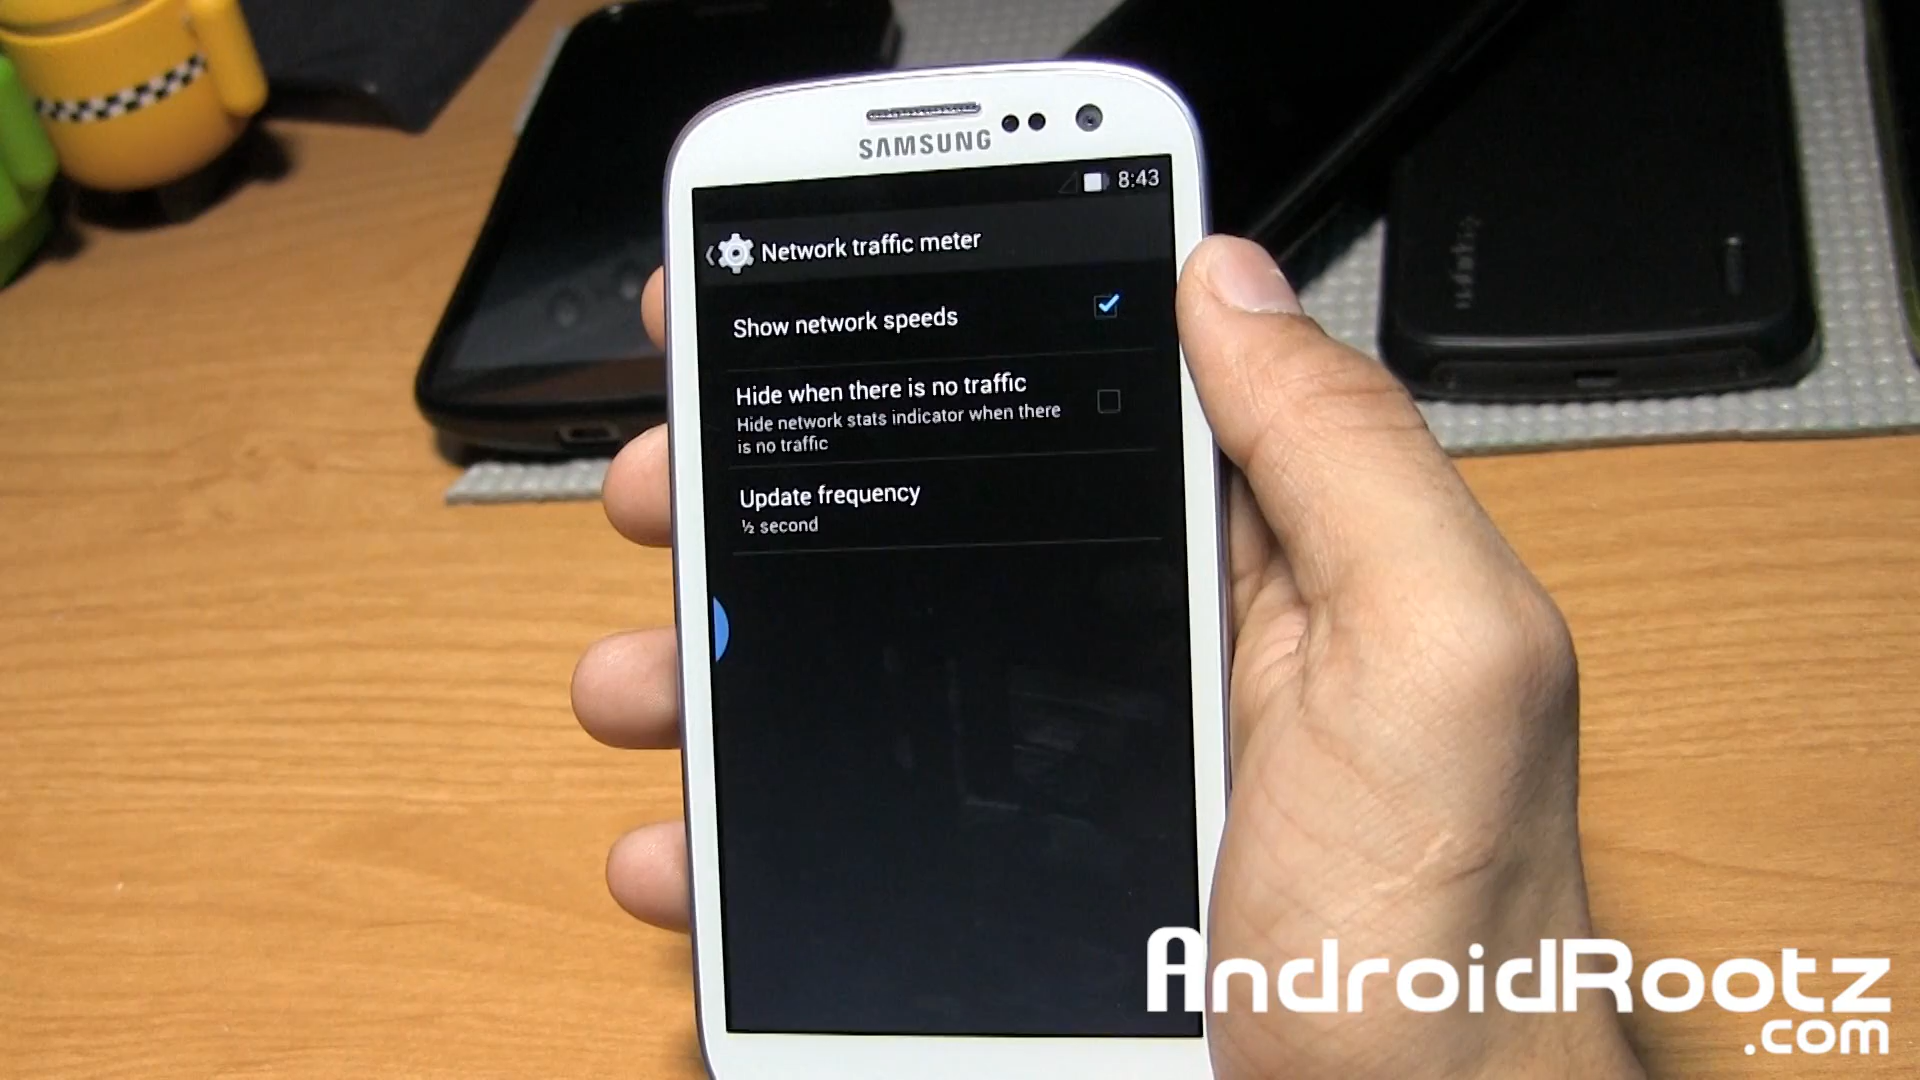 SAMSUNG
8:43
Network traffic meter
Show network speeds
Hide when there is no traffic
Hide network stats indicator when there
is no traffic
Update frequency
½ second
AndroidRootz
.com